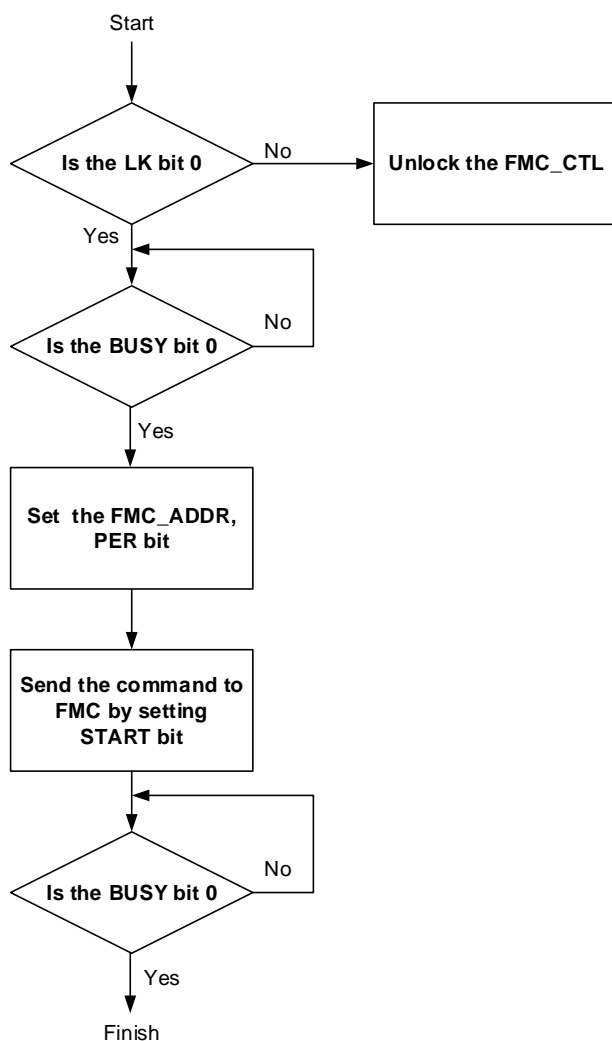 Start
Is the LK bit 0
No
Unlock the FMC_CTL
Yes
Is the BUSY bit 0
No
Yes
Set the FMC_ADDR,
PER bit
Send the command to
FMC by setting
START bit
Is the BUSY bit 0
No
Yes
Finish